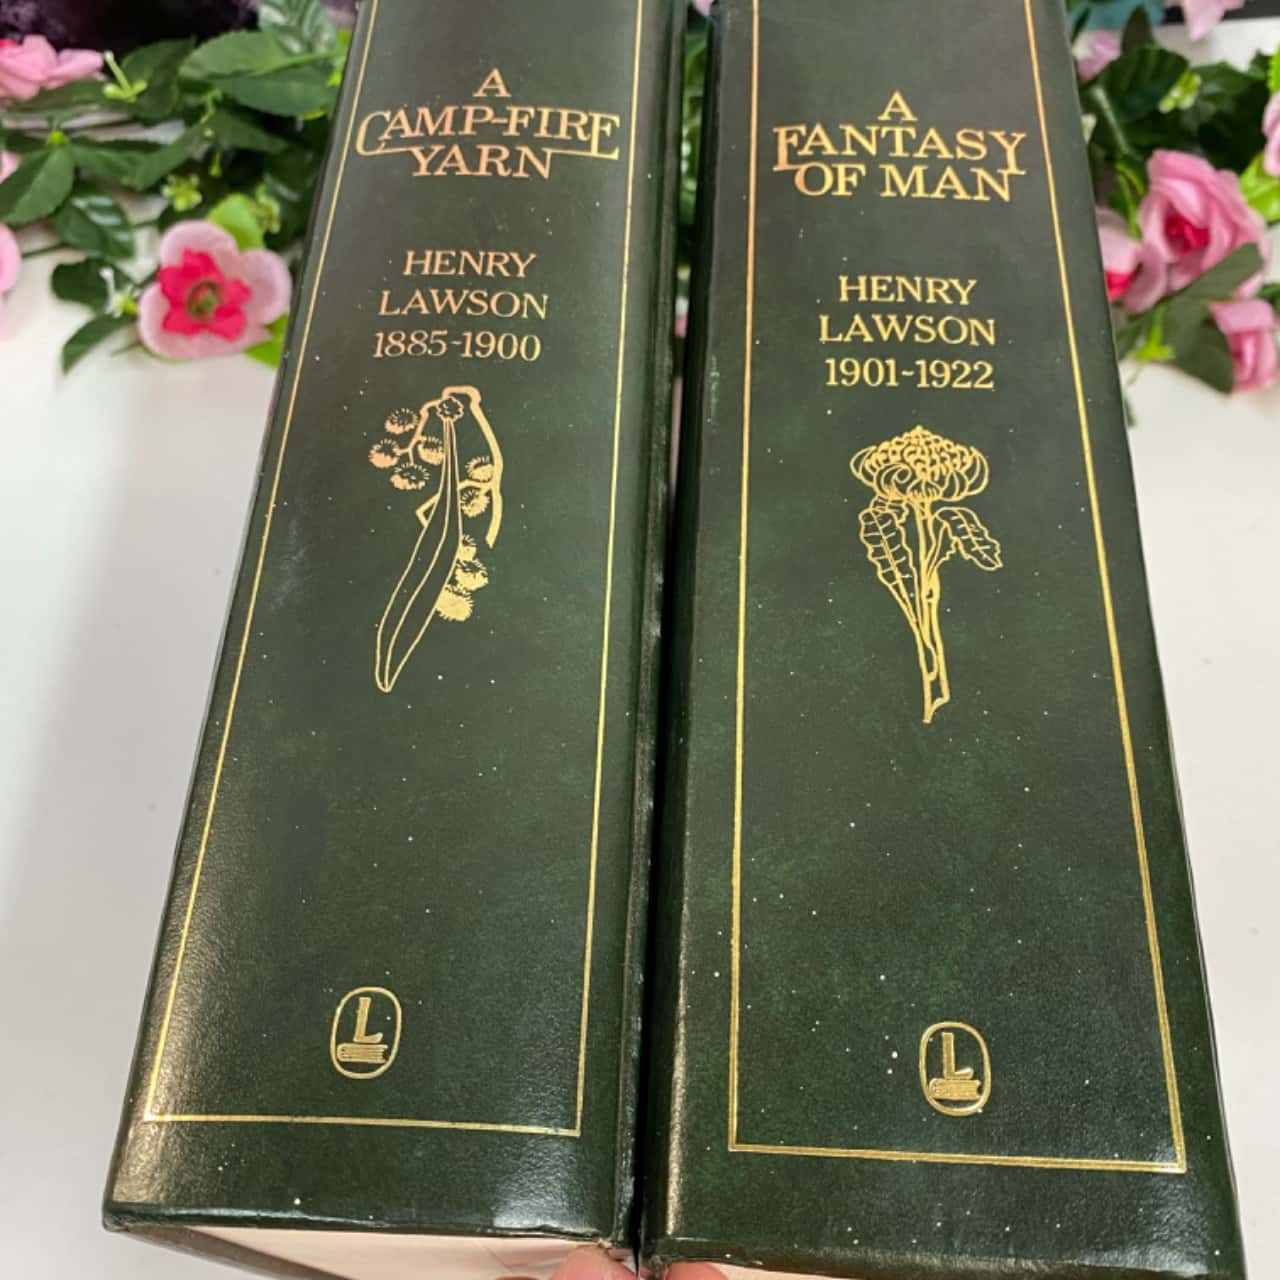 A
CAMP-FIRE
YARN
HENRY
LAWSON
1885-1900
L
A
FANTASY
OF MAN
HENRY
LAWSON
1901-1922
L